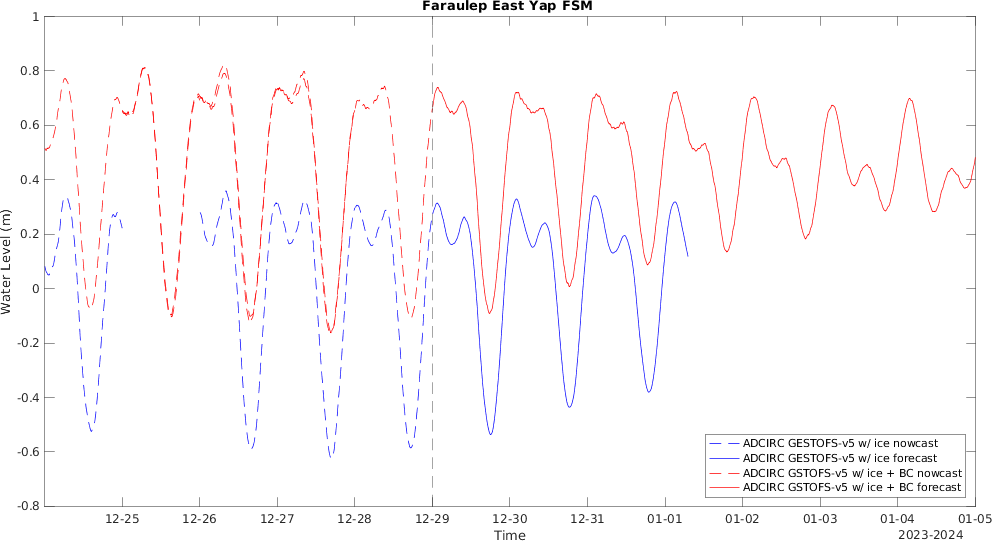 Faraulep East Yap FSM
1
0.8
0.6
0.4
0.2
0
-0.2
-0.4
-0.6
-0.8
Water Level (m)
12-25 12-26 12-27 12-28 12-29 12-30 12-31 01-01 01-02 01-03 01-04 01-05
Time
2023-2024
ADCIRC GESTOFS-v5 w/ ice nowcast
ADCIRC GESTOFS-v5 w/ ice forecast
ADCIRC GSTOFS-v5 w/ ice + BC nowcast
ADCIRC GSTOFS-v5 w/ ice + BC forecast